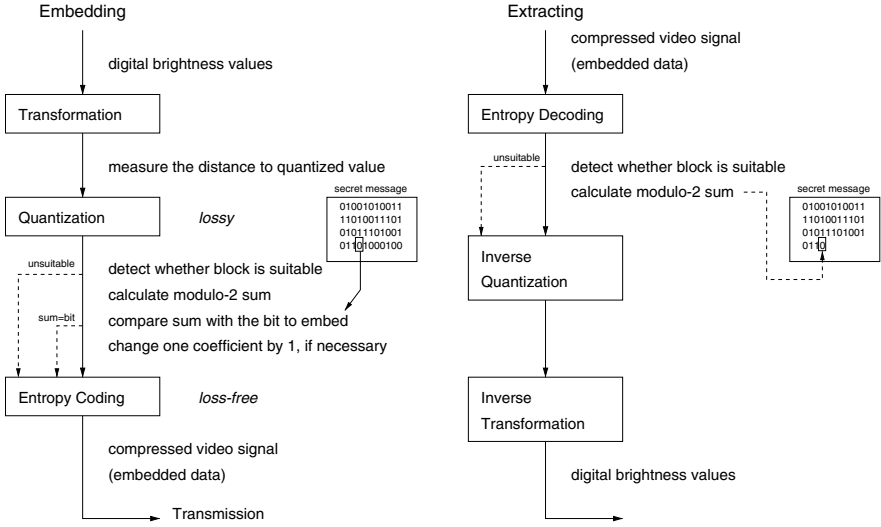 Embedding
digital brightness values
Transformation
measure the distance to quantized value
Quantization
lossy
secret message
01001010011
11010011101
01011101001
01101000100
unsuitable
detect whether block is suitable
calculate modulo-2 sum
sum=bit
compare sum with the bit to embed
change one coefficient by 1, if necessary
Entropy Coding
loss-free
compressed video signal
(embedded data)
Transmission
Extracting
compressed video signal
(embedded data)
Entropy Decoding
unsuitable
detect whether block is suitable
calculate modulo-2 sum
secret message
01001010011
11010011101
01011101001
0110
Inverse
Quantization
Inverse
Transformation
digital brightness values